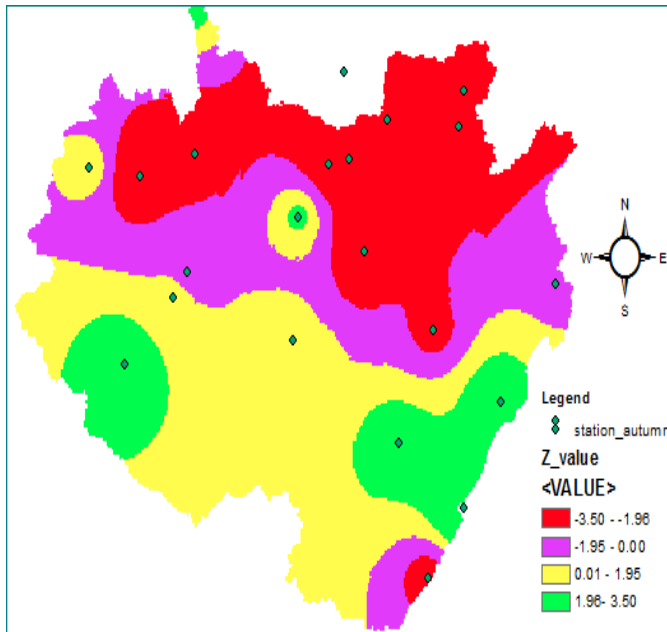 N
W E
S
Legend
station_autumn
Z_value
<VALUE>
-3.50 - -1.96
-1.95 - 0.00
0.01 - 1.95
1.96- 3.50